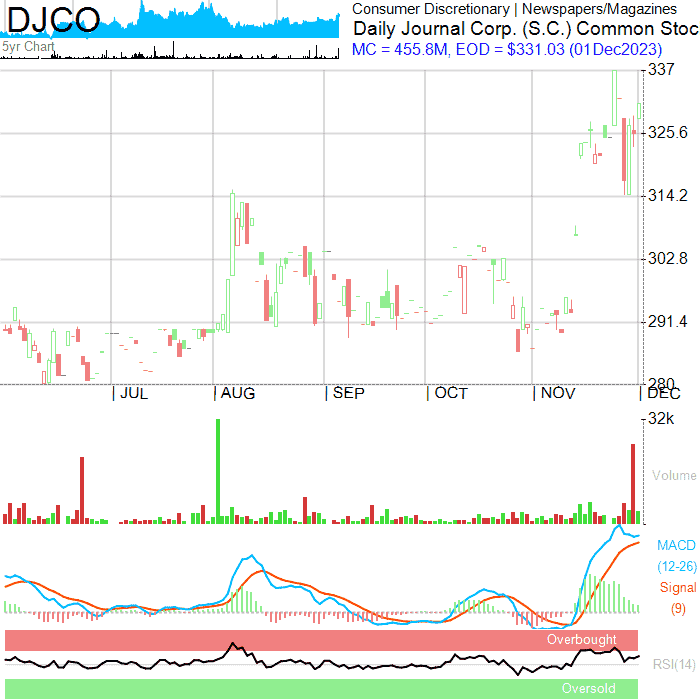 DJCO
5yr Chart
Consumer Discretionary | Newspapers/Magazines
Daily Journal Corp. (S.C.) Common Stoc
MC = 455.8M, EOD = $331.03 (01Dec2023)
337
325.6
314.2
302.8
291.4
280
| JUL | AUG | SEP | OCT | NOV | DEC
32k
Volume
MACD
(12-26)
Signal
(9)
Overbought
RSI(14)
Oversold